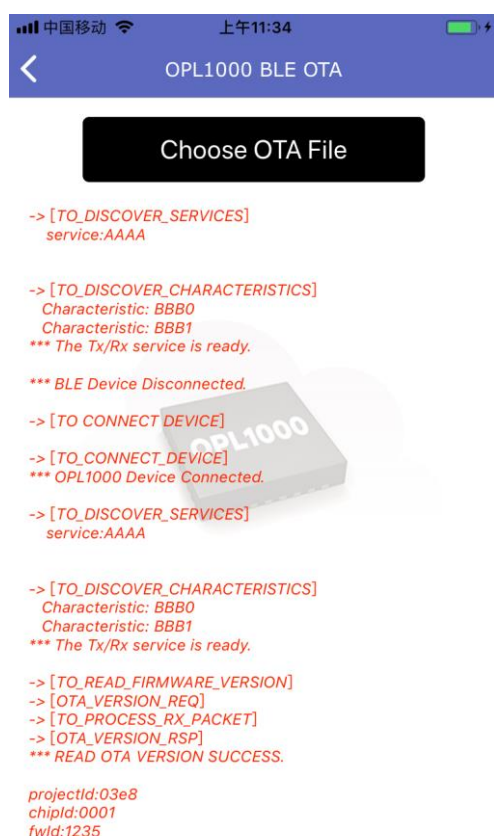 中国移动 上午11:34
OPL1000 BLE OTA
Choose OTA File
-> [TO_DISCOVER_SERVICES]
service:AAAA
-> [TO_DISCOVER_CHARACTERISTICS]
Characteristic: BBB0
Characteristic: BBB1
*** The Tx/Rx service is ready.
*** BLE Device Disconnected.
-> [TO CONNECT DEVICE]
-> [TO_CONNECT_DEVICE]
*** OPL1000 Device Connected.
OPL1000
-> [TO_DISCOVER_SERVICES]
service:AAAA
-> [TO_DISCOVER_CHARACTERISTICS]
Characteristic: BBB0
Characteristic: BBB1
*** The Tx/Rx service is ready.
-> [TO_READ_FIRMWARE_VERSION]
-> [OTA_VERSION_REQ]
-> [TO_PROCESS_RX_PACKET]
-> [OTA_VERSION_RSP]
*** READ OTA VERSION SUCCESS.
projectId:03e8
chipId:0001
fwId:1235